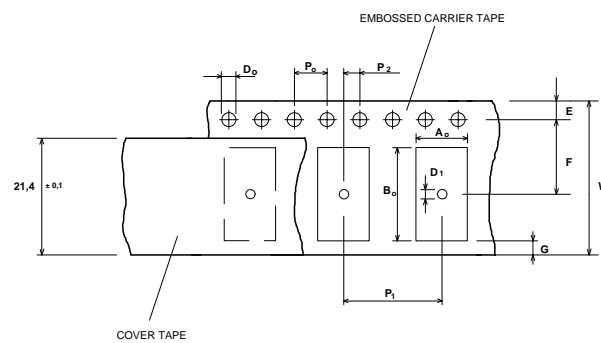 EMBOSSED CARRIER TAPE
Do
Po
P2
E
Ao
F
D1
Bo
21,4 ± 0,1
G
P1
COVER TAPE